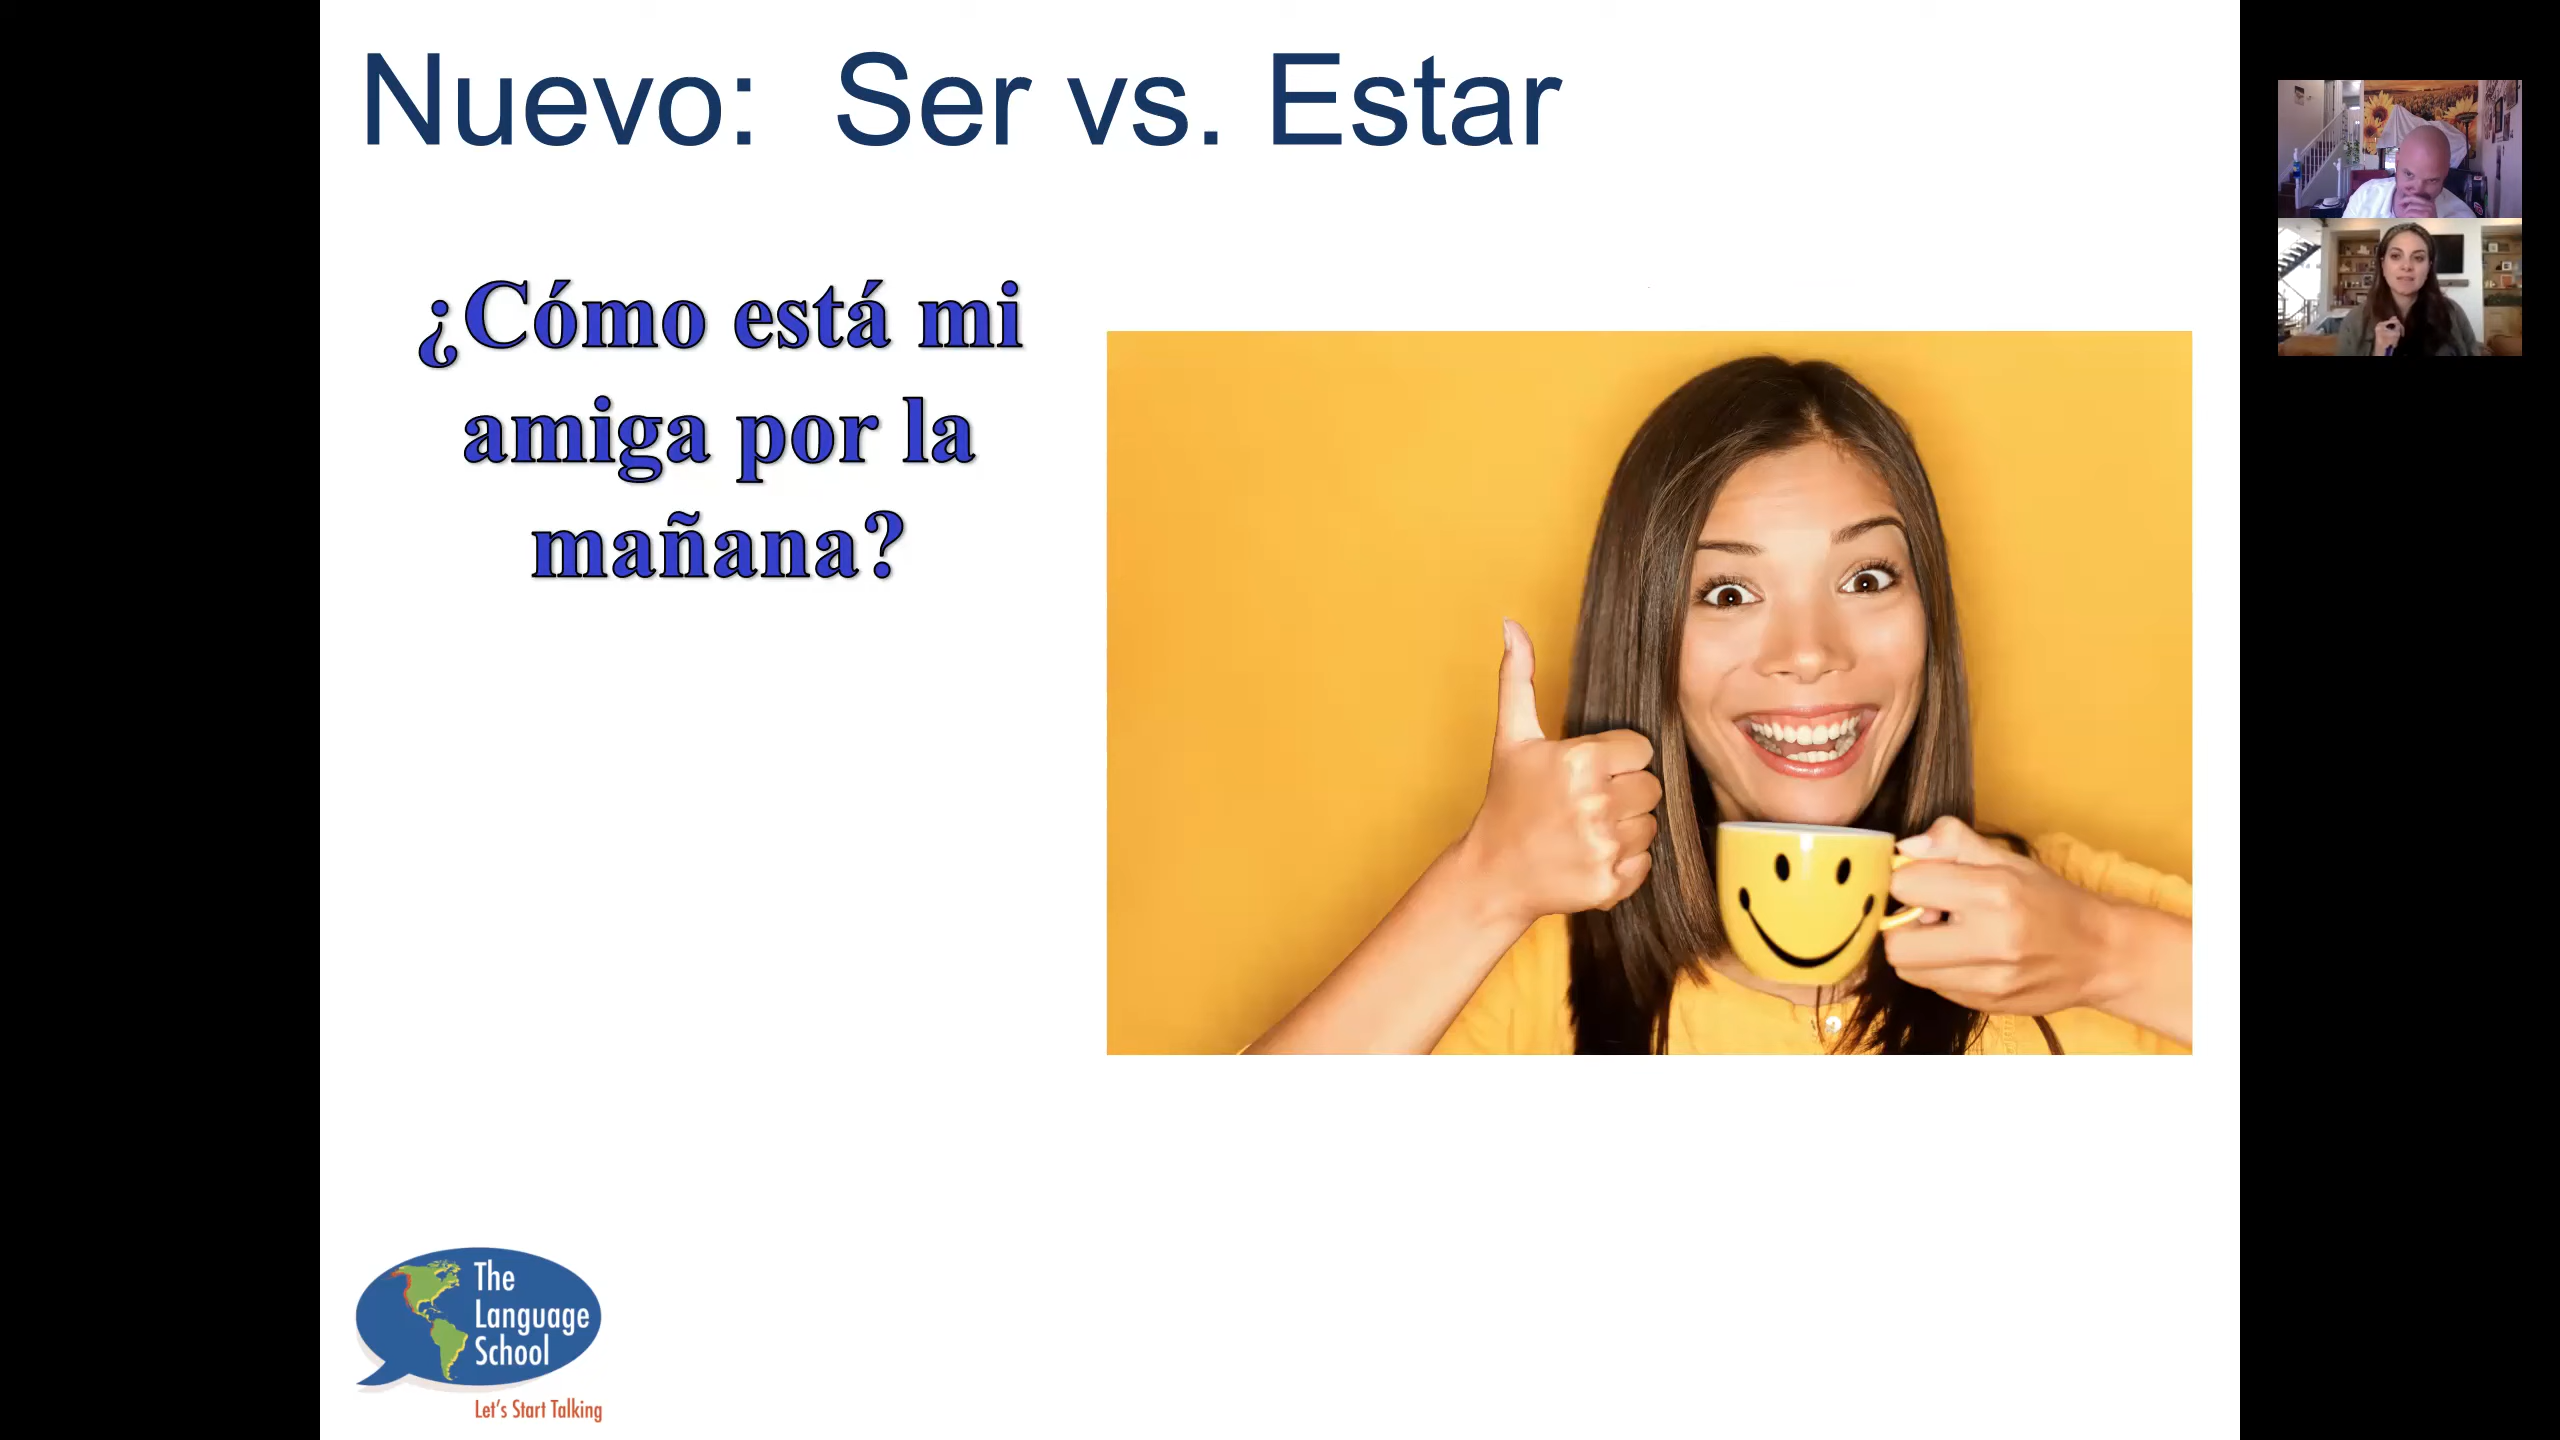 Nuevo:  Ser vs. Estar
¿Cómo está mi
amiga por la
mañana?
The
Language
School
Let's Start Talking